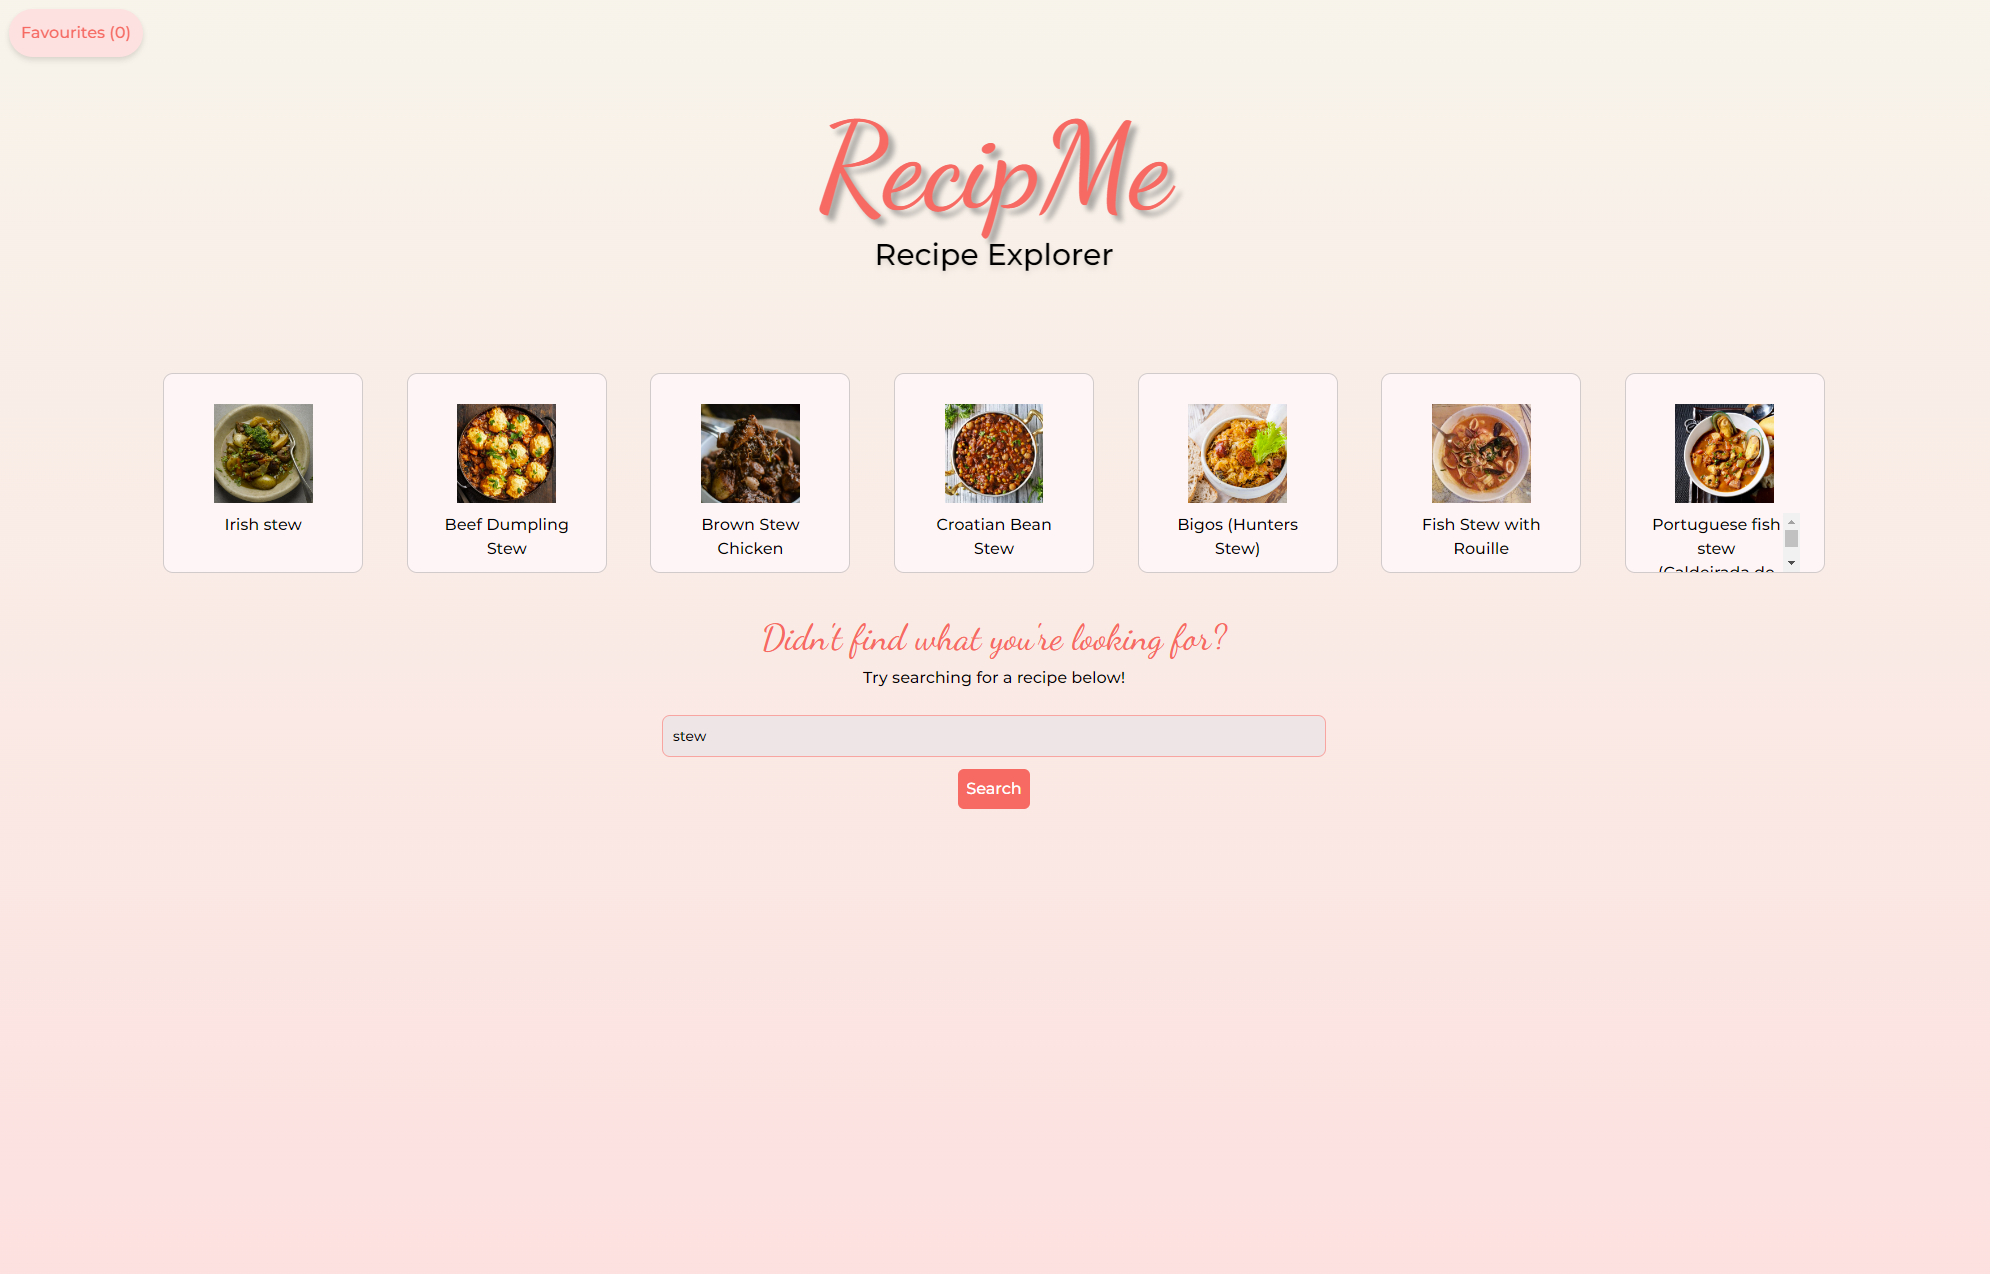 Favourites (0)
RecipMe
Recipe Explorer
Irish stew
Beef Dumpling
Stew
Brown Stew
Chicken
Croatian Bean
Stew
Bigos (Hunters
Stew)
Fish Stew with
Rouille
Portuguese fish
stew
(Caldeirada de
Didn't find what you're looking for?
Try searching for a recipe below!
stew
Search